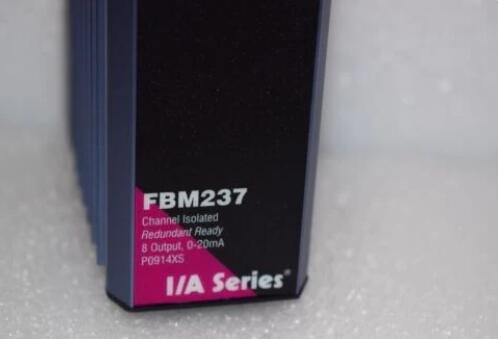 FBM237
Channel Isolated
Redundant Ready
8 Output, 0-20mA
P0914XS
I/A Series®